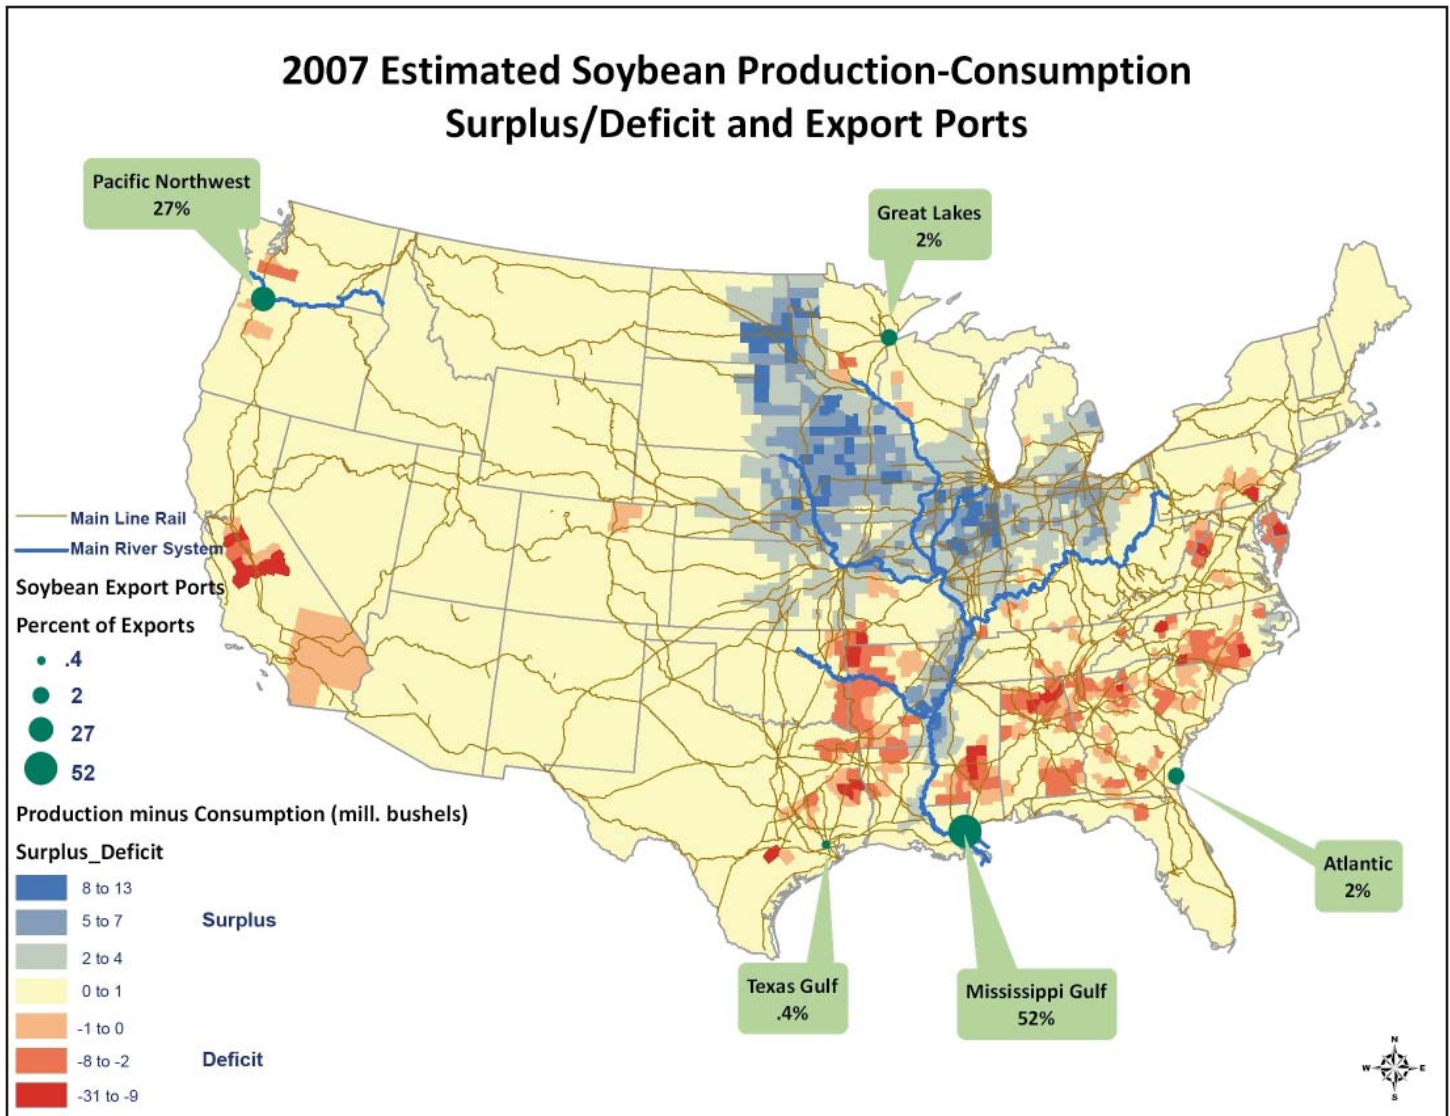 2007 Estimated Soybean Production-Consumption
Surplus/Deficit and Export Ports
Pacific Northwest
27%
Great Lakes
2%
Main Line Rail
Main River System
Soybean Export Ports
Percent of Exports
.4
2
27
52
Production minus Consumption (mill. bushels)
Surplus_Deficit
8 to 13
5 to 7
Surplus
2 to 4
0 to 1
-1 to 0
-8 to -2
Deficit
-31 to -9
Texas Gulf
.4%
Mississippi Gulf
52%
Atlantic
2%
N
W
E
S